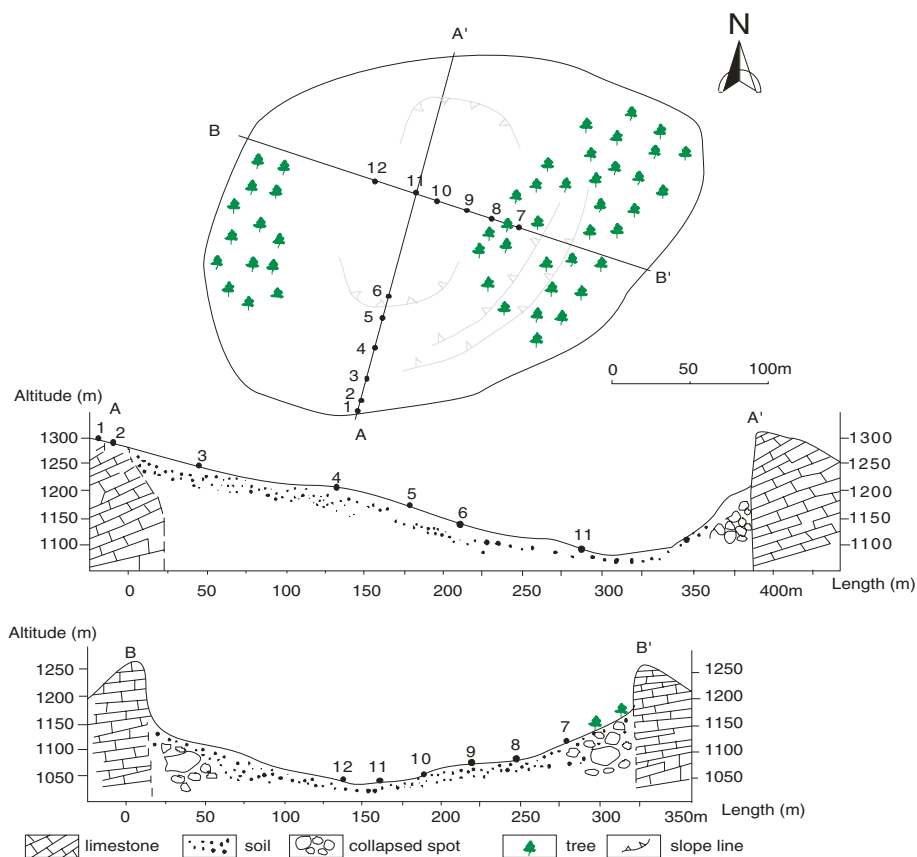 N
A'
B
12
11
10
9
8
7
B'
6
5
4
3
2
1
A
0 50 100m
Altitude (m)
A
A'
1 2
3
4
5
6
11
1300
1250
1200
1150
1100
1300
1250
1200
1150
1100
0 50 100 150 200 250 300 350 400m
Length (m)
Altitude (m)
B
B'
1250
1200
1150
1100
1050
1250
1200
1150
1100
1050
12 11 10 9 8 7
0 50 100 150 200 250 300 350m
Length (m)
limestone soil collapsed spot tree slope line